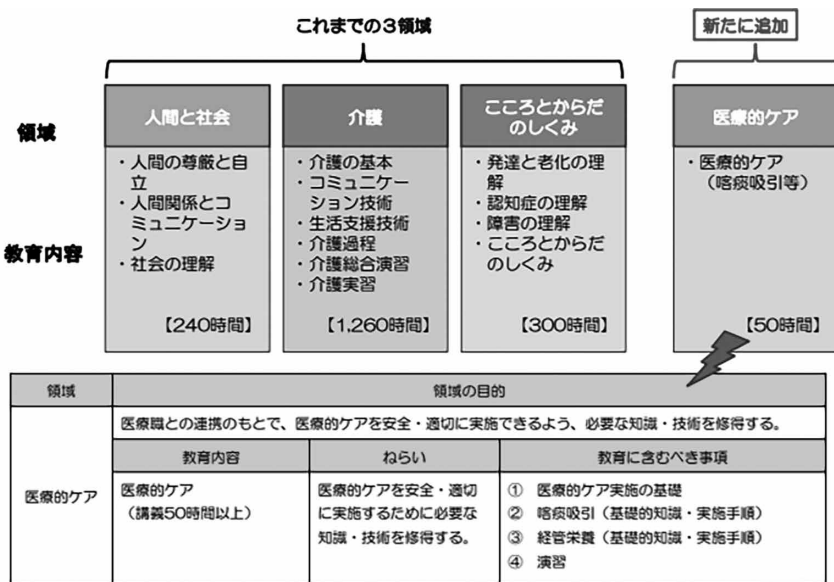 これまでの3領域
新たに追加
領域
教育内容
人間と社会
・人間の尊厳と自
立
・人間関係とコ
ミュニケーショ
ン
・社会の理解
【240時間】
介護
・介護の基本
・コミュニケー
ション技術
・生活支援技術
・介護過程
・介護総合演習
・介護実習
【1,260時間】
こころとからだ
のしくみ
・発達と老化の理
解
・認知症の理解
・障害の理解
・こころとからだ
のしくみ
【300時間】
医療的ケア
・医療的ケア
（喀痰吸引等）
【50時間】
領域
領域の目的
医療的ケア
医療職との連携のもとで、医療的ケアを安全・適切に実施できるよう、必要な知識・技術を修得する。
教育内容
ねらい
教育に含むべき事項
医療的ケア
（講義50時間以上）
医療的ケアを安全・適切
に実施するために必要な
知識・技術を修得する。
① 医療的ケア実施の基礎
② 喀痰吸引（基礎的知識・実施手順）
③ 経管栄養（基礎的知識・実施手順）
④ 演習